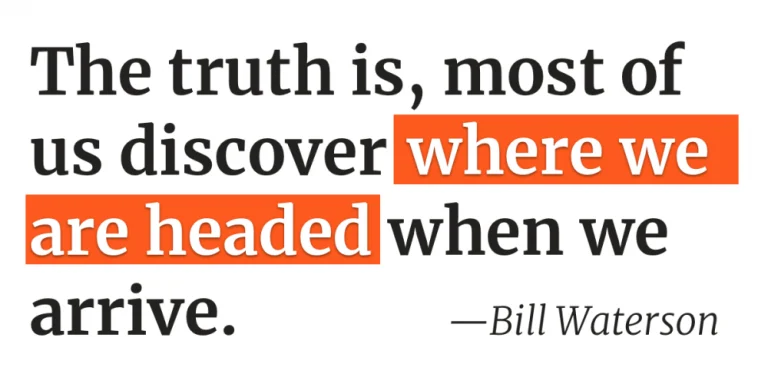 The truth is, most of
us discover where we
are headed when we
arrive.
—Bill Waterson